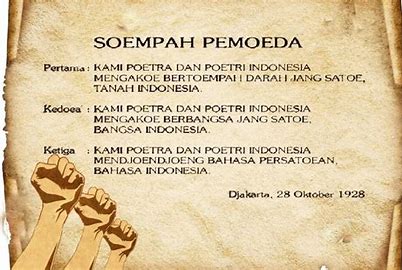 SOEMPAH PEMOEDA
Pertama : KAMI POETRA DAN POETRI INDONESIA
MENGAKOE BERTOEMPAH DARAH JANG SATOE,
TANAH INDONESIA.
Kedoea : KAMI POETRA DAN POETRI INDONESIA
MENGAKOE BERBANGSA JANG SATOE,
BANGSA INDONESIA.
Ketiga : KAMI POETRA DAN POETRI INDONESIA
MENDJOENDJOENG BAHASA PERSATOEAN,
BAHASA INDONESIA.
Djakarta, 28 Oktober 1928